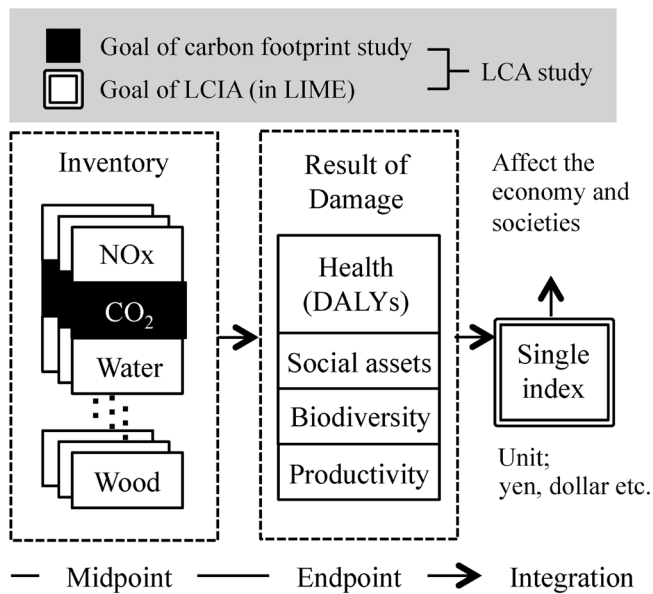 Goal of carbon footprint study
Goal of LCIA (in LIME)
LCA study
Inventory
NOx
CO₂
Water
Wood
Result of
Damage
Health
(DALYs)
Social assets
Biodiversity
Productivity
Affect the
economy and
societies
Single
index
Unit;
yen, dollar etc.
Midpoint
Endpoint
Integration